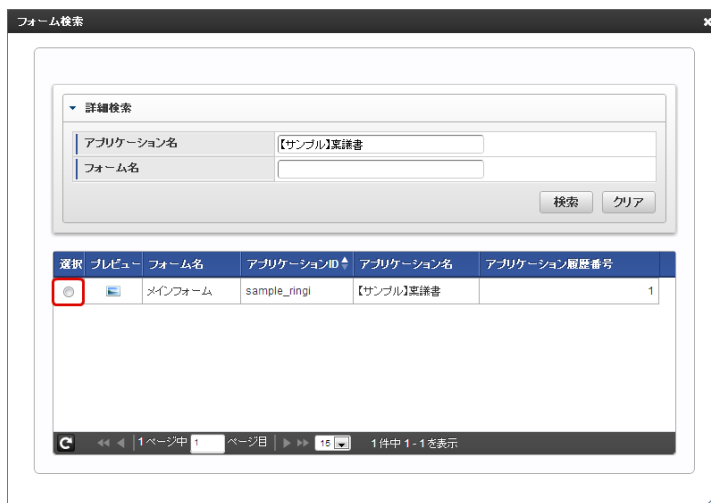 フォーム検索
詳細検索
アプリケーション名 【サンプル】稟議書
フォーム名
検索 クリア
選択 プレビュー フォーム名 アプリケーションID アプリケーション名 アプリケーション履歴番号
メインフォーム sample_ringi 【サンプル】稟議書 1
1 ページ中 1 ページ目 15 1 件中 1 - 1 を表示